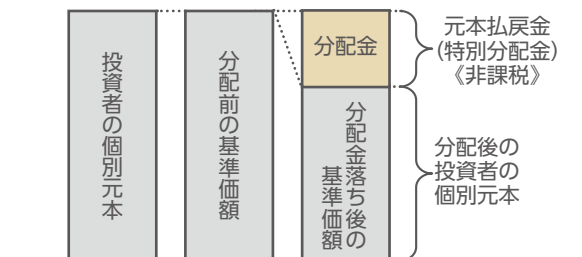 投資者の個別元本
分配前の基準価額
分配金
分配金落ち後の
基準価額
元本払戻金
(特別分配金)
《非課税》
分配後の
投資者の
個別元本